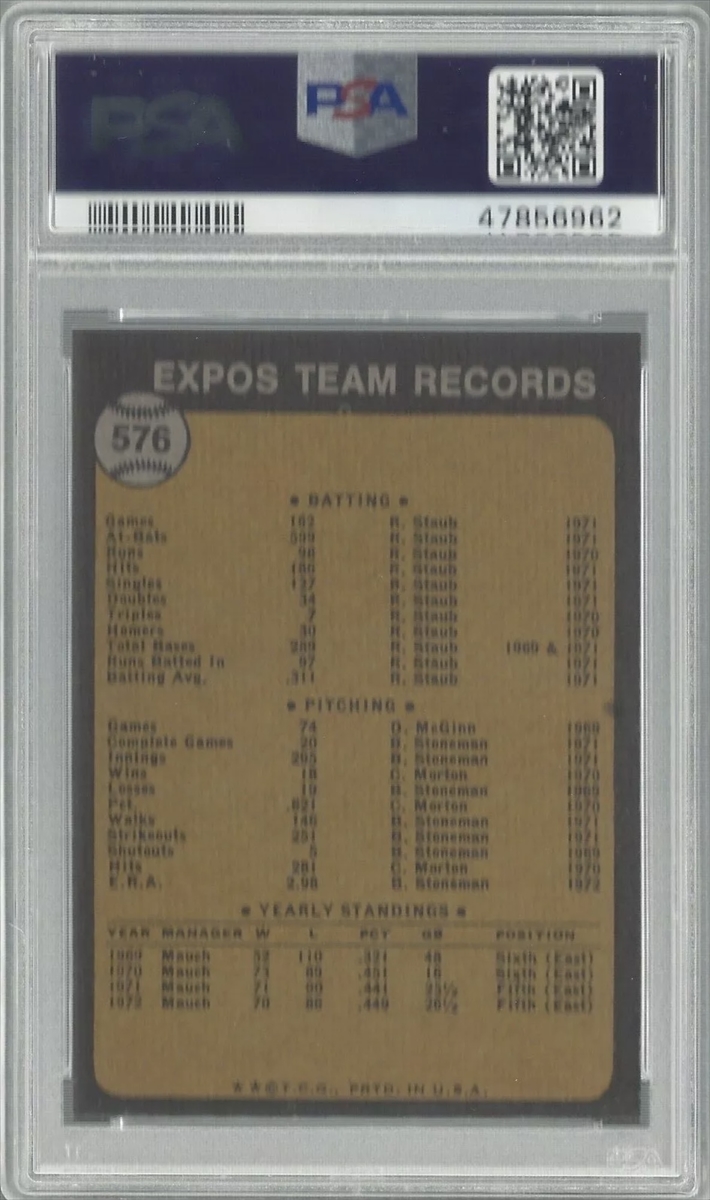 PSA
PSA
47856962
EXPOS TEAM RECORDS
576
• BATTING •
Games 162 R. Staub 1971
At-Bats 599 R. Staub 1971
Runs 98 R. Staub 1970
Hits 186 R. Staub 1971
Singles 137 R. Staub 1971
Doubles 34 R. Staub 1971
Triples 7 R. Staub 1970
Homers 30 R. Staub 1970
Total Bases 289 R. Staub 1969 & 1971
Runs Batted In 97 R. Staub 1971
Batting Avg. .311 R. Staub 1971
• PITCHING •
Games 74 D. McGinn 1969
Complete Games 20 B. Stoneman 1971
Innings 295 B. Stoneman 1971
Wins 18 C. Morton 1970
Losses 19 B. Stoneman 1969
Pct. .621 C. Morton 1970
Walks 146 B. Stoneman 1971
Strikeouts 251 B. Stoneman 1971
Shutouts 5 B. Stoneman 1969
Hits 281 C. Morton 1970
E.R.A. 2.98 B. Stoneman 1972
• YEARLY STANDINGS •
YEAR MANAGER W L PCT GB POSITION
1969 Mauch 52 110 .321 48 Sixth (East)
1970 Mauch 73 89 .451 16 Sixth (East)
1971 Mauch 71 90 .441 25½ Fifth (East)
1972 Mauch 70 86 .449 26½ Fifth (East)
★★© T.C.G., PRTD. IN U.S.A.
PSA